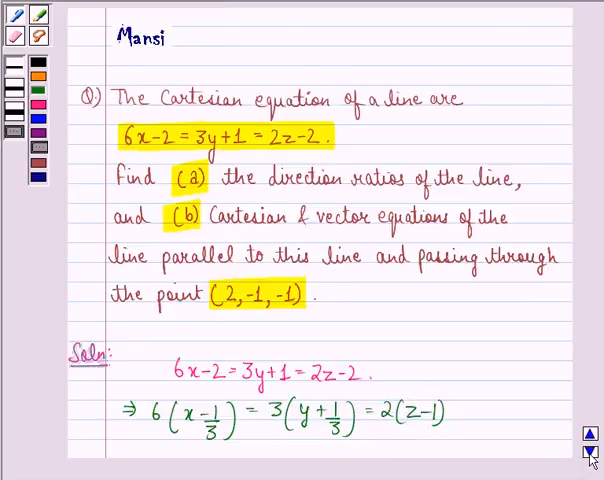 Mansi
Q.) The Cartesian equation of a line are
6x-2 = 3y+1 = 2z-2.
Find (a) the direction ratios of the line,
and (b) Cartesian & vector equations of the
line parallel to this line and passing through
the point (2,-1,-1).
Soln:
6x-2 = 3y+1 = 2z-2.
⇒ 6(x-1/3) = 3(y+1/3) = 2(z-1)